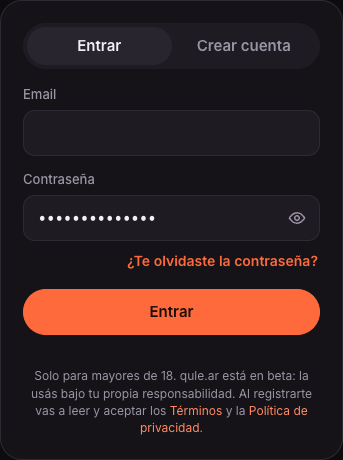 Entrar Crear cuenta
Email
Contraseña
••••••••••••••
¿Te olvidaste la contraseña?
Entrar
Solo para mayores de 18. qule.ar está en beta: la
usás bajo tu propia responsabilidad. Al registrarte
vas a leer y aceptar los Términos y la Política de
privacidad.